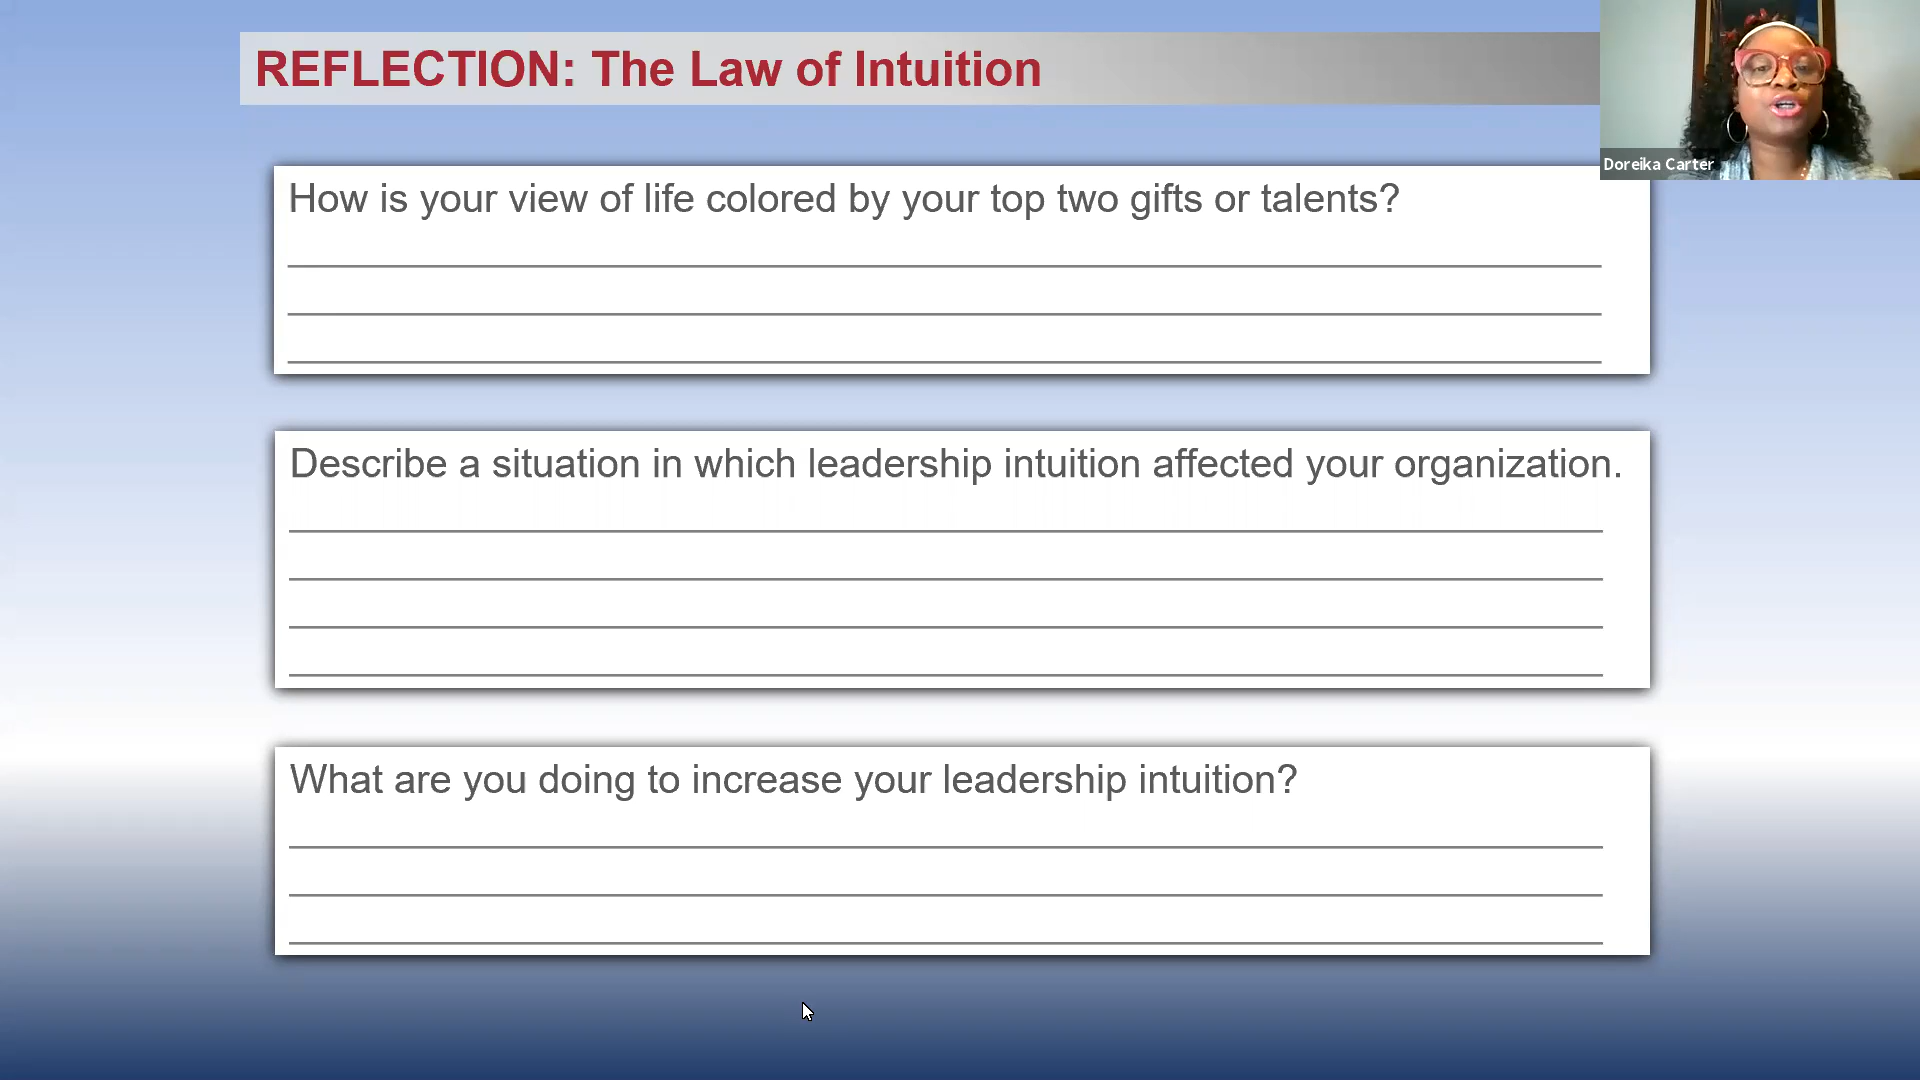 REFLECTION: The Law of Intuition
Doreika Carter
How is your view of life colored by your top two gifts or talents?
Describe a situation in which leadership intuition affected your organization.
What are you doing to increase your leadership intuition?